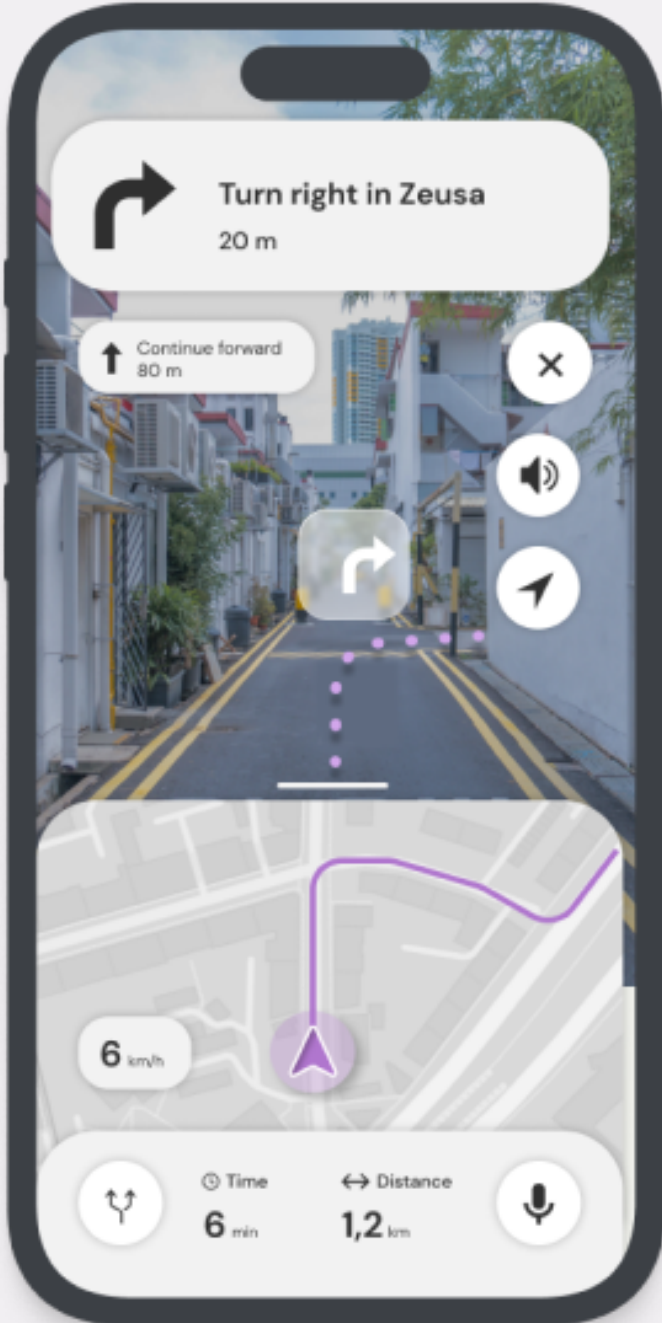 Turn right in Zeusa
20 m
Continue forward
80 m
6 km/h
Time
6 min
Distance
1,2 km